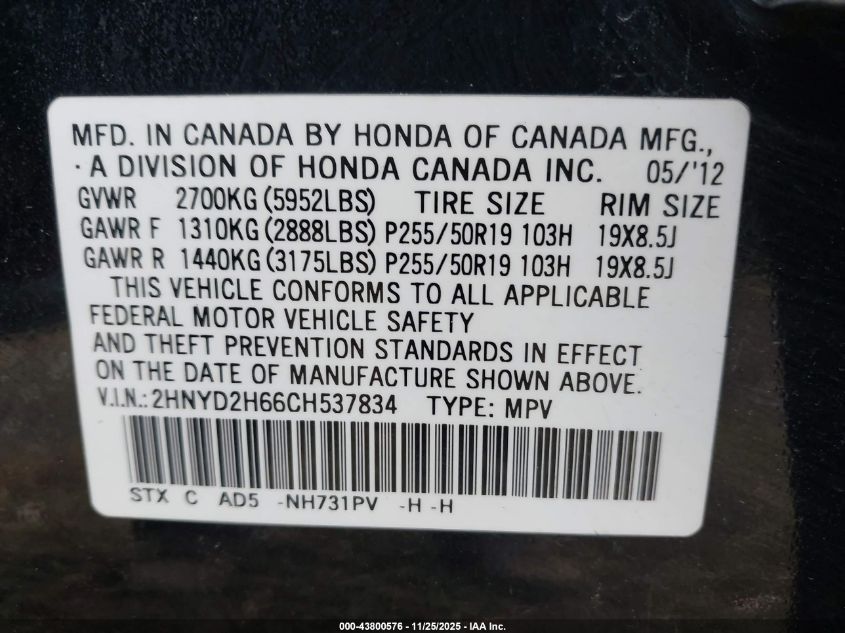 MFD. IN CANADA BY HONDA OF CANADA MFG.,
· A DIVISION OF HONDA CANADA INC. 05/'12
GVWR 2700KG (5952LBS) TIRE SIZE RIM SIZE
GAWR F 1310KG (2888LBS) P255/50R19 103H 19X8.5J
GAWR R 1440KG (3175LBS) P255/50R19 103H 19X8.5J
THIS VEHICLE CONFORMS TO ALL APPLICABLE
FEDERAL MOTOR VEHICLE SAFETY
AND THEFT PREVENTION STANDARDS IN EFFECT
ON THE DATE OF MANUFACTURE SHOWN ABOVE.
V.I.N.: 2HNYD2H66CH537834 TYPE: MPV
STX C AD5 -NH731PV -H -H
000-43800576 - 11/25/2025 - IAA Inc.